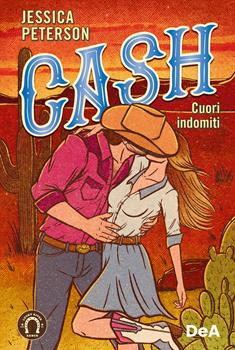 JESSICA
PETERSON
CASH
Cuori
indomiti
DeA